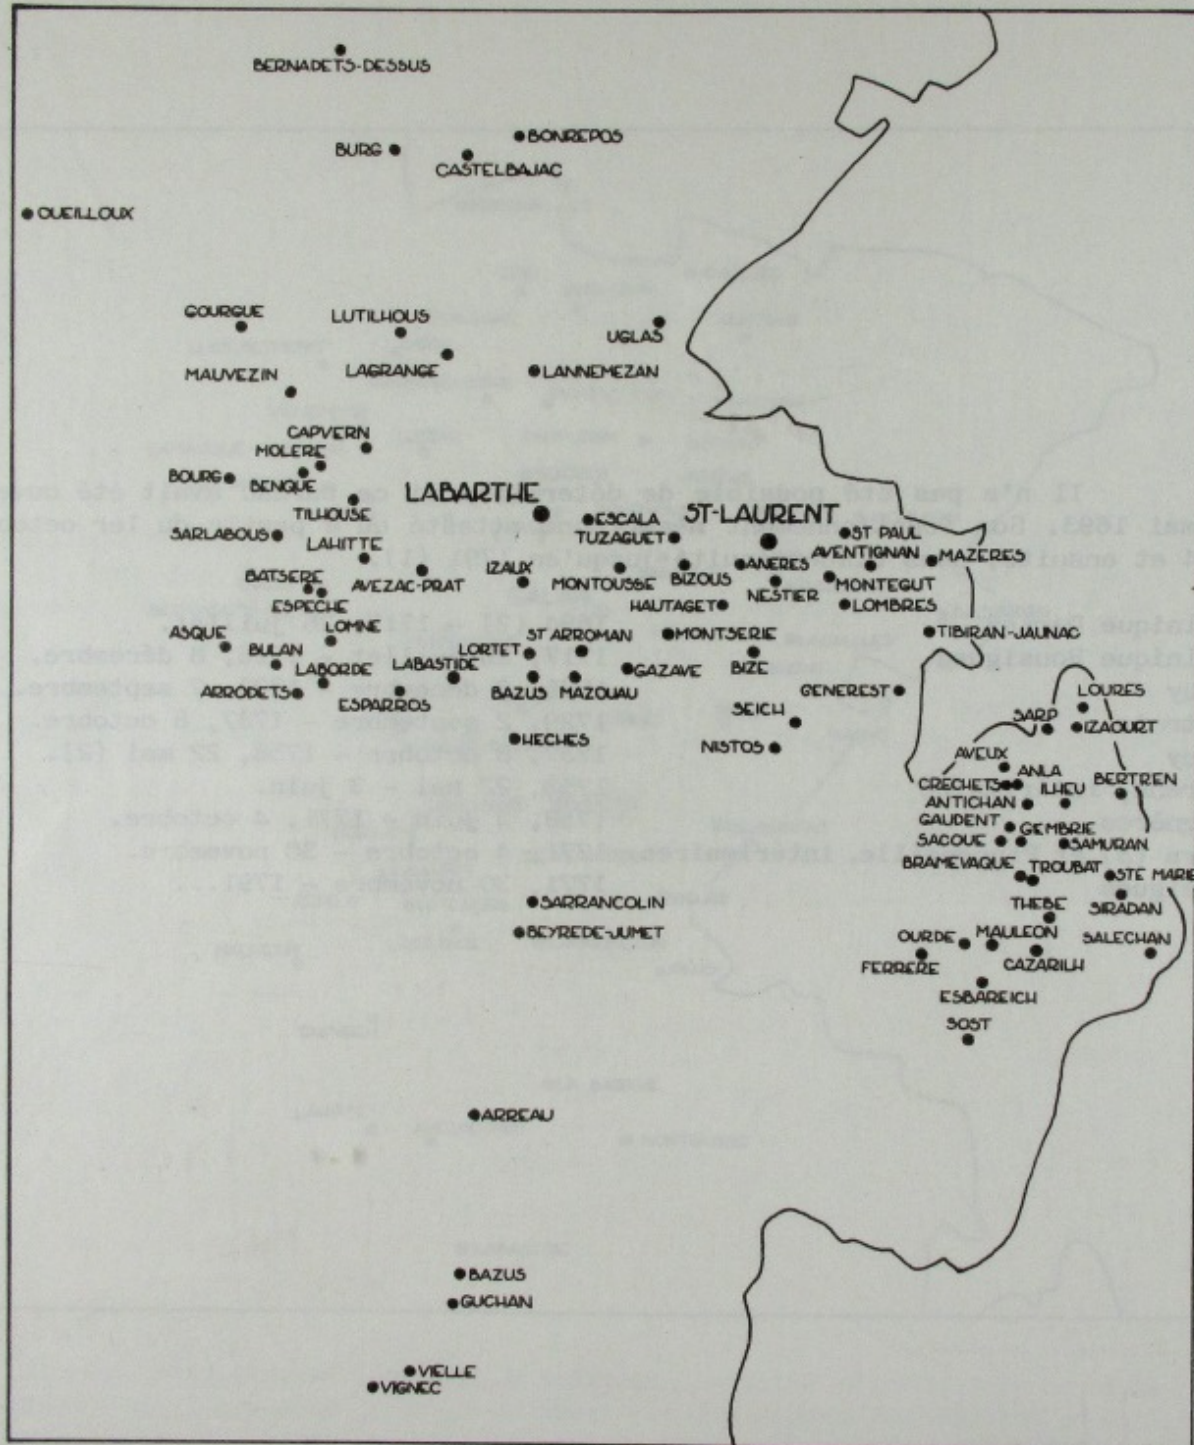 BERNADETS-DESSUS
BONREPOS
BURG
CASTELBAJAC
OUEILLOUX
GOURGUE
LUTILHOUS
UGLAS
LAGRANGE
LANNEMEZAN
MAUVEZIN
CAPVERN
MOLERE
BOURG
BENQUE
LABARTHE
TILHOUSE
ESCALA
ST-LAURENT
SARLABOUS
TUZAGUET
ST PAUL
LAHITTE
AVENTIGNAN
MAZERES
BATSERE
AVEZAC-PRAT
IZAUX
MONTOUSSE
BIZOUS
ANERES
NESTIER
MONTEGUT
ESPECHE
HAUTAGET
LOMBRES
ASQUE
LOMNE
ST ARROMAN
MONTSERIE
TIBIRAN-JAUNAC
BULAN
LORTET
LABORDE
LABASTIDE
GAZAVE
BIZE
ARRODETS
ESPARROS
BAZUS
MAZOUAU
GENEREST
LOURES
SEICH
SARP
IZAOURT
HECHES
NISTOS
AVEUX
ANLA
BERTREN
CRECHETS
ILHEU
ANTICHAN
GAUDENT
GEMBRIE
SACOUE
SAMURAN
BRAMEVAQUE
TROUBAT
STE MARIE
SARRANCOLIN
THEBE
SIRADAN
BEYREDE-JUMET
OURDE
MAULEON
SALECHAN
FERRERE
CAZARILH
ESBAREICH
SOST
ARREAU
BAZUS
GUCHAN
VIELLE
VIGNEC